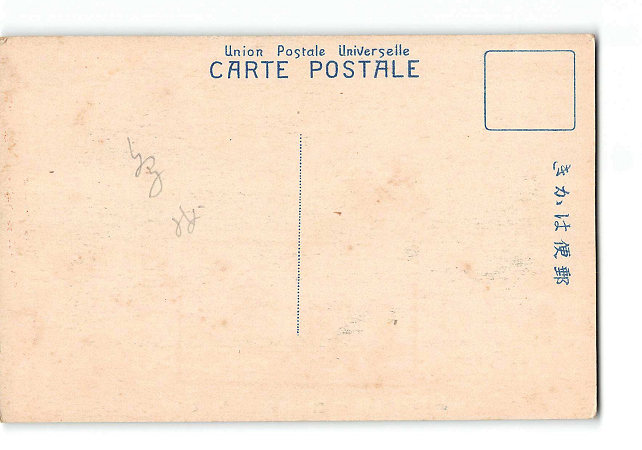 Union Postale Universelle
CARTE POSTALE
きかは便郵